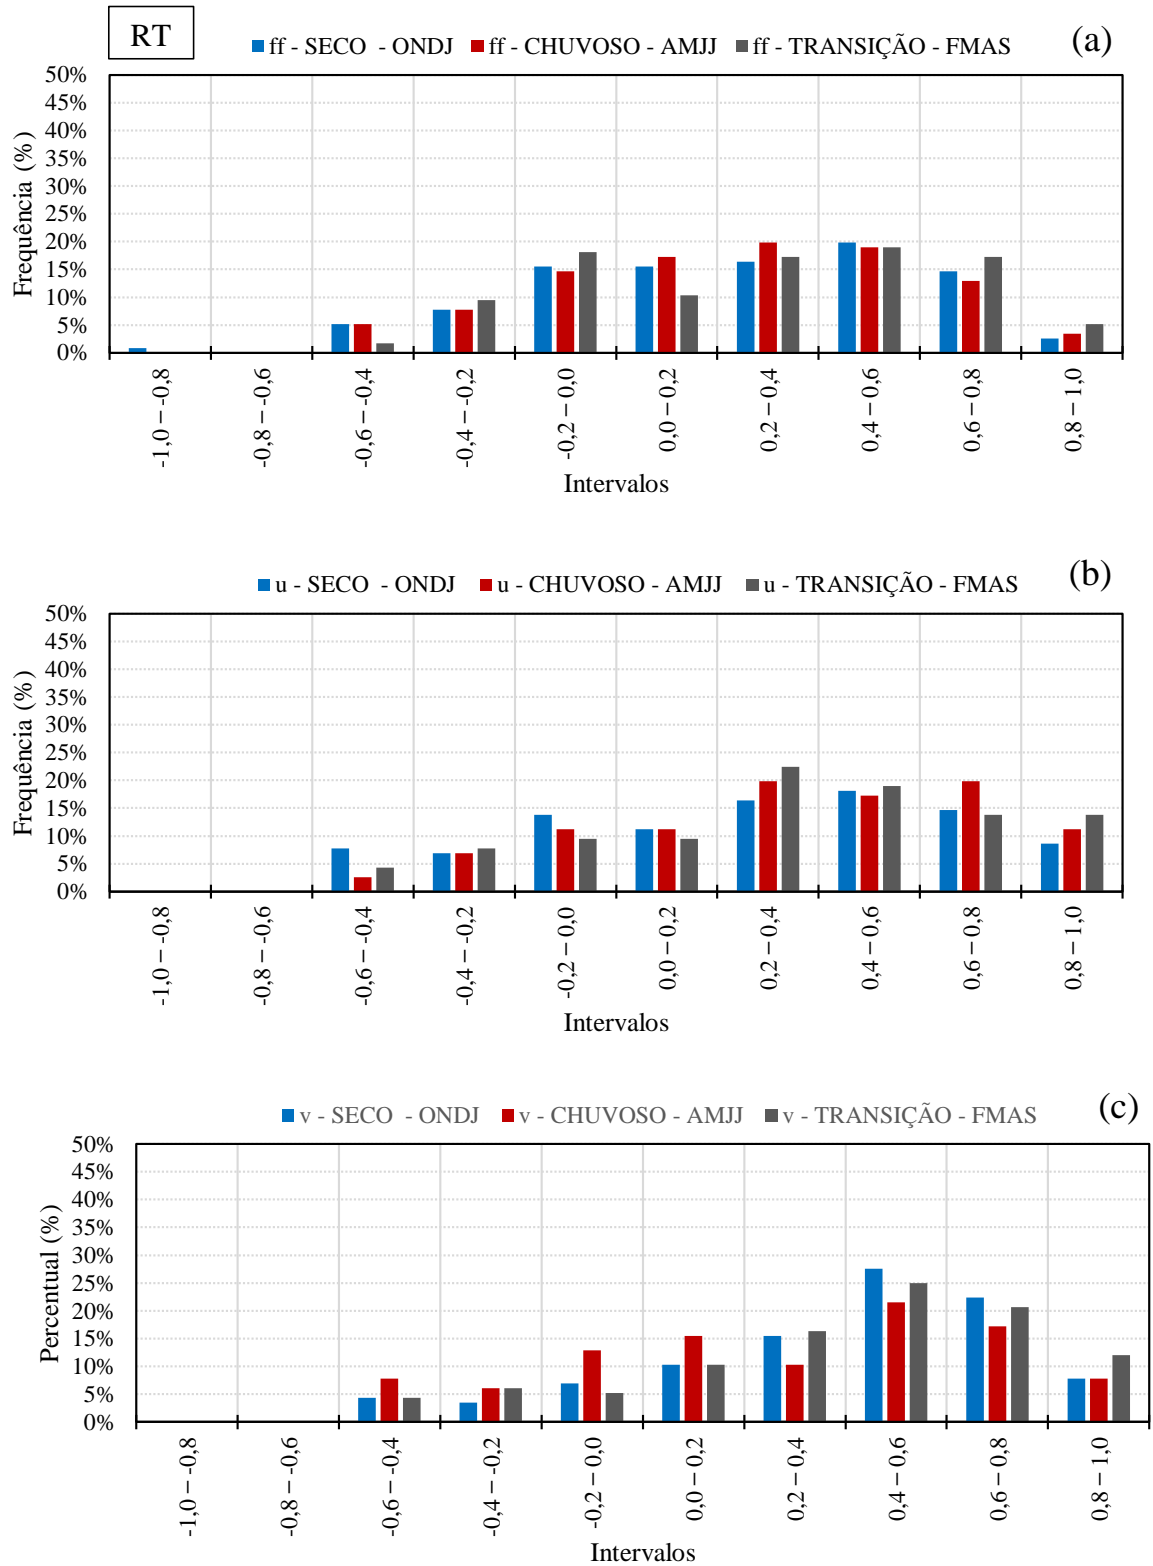 RT
ff - SECO - ONDJ ff - CHUVOSO - AMJJ ff - TRANSIÇÃO - FMAS (a)
50%
45%
40%
35%
30%
25%
20%
15%
10%
5%
0%
Frequência (%)
-1,0 – -0,8
-0,8 – -0,6
-0,6 – -0,4
-0,4 – -0,2
-0,2 – 0,0
0,0 – 0,2
0,2 – 0,4
0,4 – 0,6
0,6 – 0,8
0,8 – 1,0
Intervalos
u - SECO - ONDJ u - CHUVOSO - AMJJ u - TRANSIÇÃO - FMAS (b)
50%
45%
40%
35%
30%
25%
20%
15%
10%
5%
0%
Frequência (%)
-1,0 – -0,8
-0,8 – -0,6
-0,6 – -0,4
-0,4 – -0,2
-0,2 – 0,0
0,0 – 0,2
0,2 – 0,4
0,4 – 0,6
0,6 – 0,8
0,8 – 1,0
Intervalos
v - SECO - ONDJ v - CHUVOSO - AMJJ v - TRANSIÇÃO - FMAS (c)
50%
45%
40%
35%
30%
25%
20%
15%
10%
5%
0%
Percentual (%)
-1,0 – -0,8
-0,8 – -0,6
-0,6 – -0,4
-0,4 – -0,2
-0,2 – 0,0
0,0 – 0,2
0,2 – 0,4
0,4 – 0,6
0,6 – 0,8
0,8 – 1,0
Intervalos